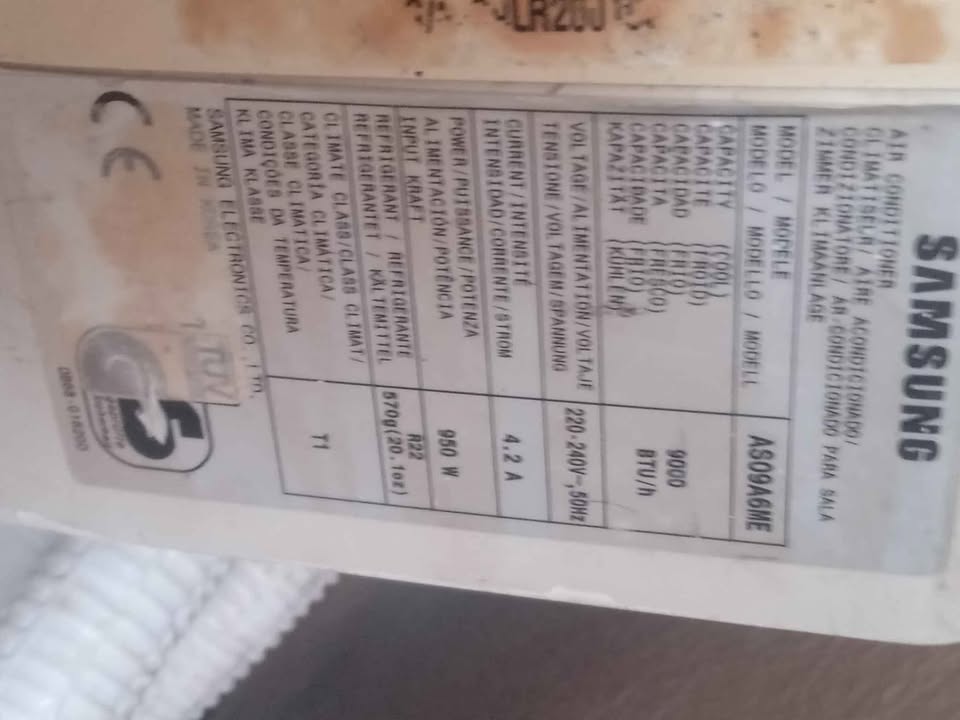 SAMSUNG
AIR CONDITIONER
CLIMATISEUR/ AIRE ACONDICIONADO/
CONDIZIONATORE/ AR CONDICIONADO PARA SALA
ZIMMER KLIMAANLAGE
MODEL / MODELE
MODELO / MODELLO / MODELL
AS09A6ME
CAPACITY (COOL)
CAPACITE (FROID)
CAPACIDAD (FRIO)
CAPACITA (FRESCO)
CAPACIDADE (FRIO)
KAPAZITÄT (KÜHLEN)
9000
BTU/h
VOLTAGE/ALIMENTATION/VOLTAJE
TENSIONE/VOLTAGEM SPANNUNG
220-240V~,50Hz
CURRENT/INTENSITÉ
INTENSIDAD/CORRENTE/STROM
4.2 A
POWER/PUISSANCE/POTENZA
ALIMENTACIÓN/POTÊNCIA
INPUT KRAFT
950 W
REFRIGERANT / REFRIGERANTE
REFRIGERANTET / KÄLTEMITTEL
R22
570g(20.1oz)
CLIMATE CLASS/CLASS CLIMAT/
CATEGORÍA CLIMÁTICA/
CLASSE CLIMATICA/
CONDIÇÕES DA TEMPERATURA
KLIMA KLASSE
T1
SAMSUNG ELECTRONICS CO.,LTD.
MADE IN KOREA
CE
TÜV
S